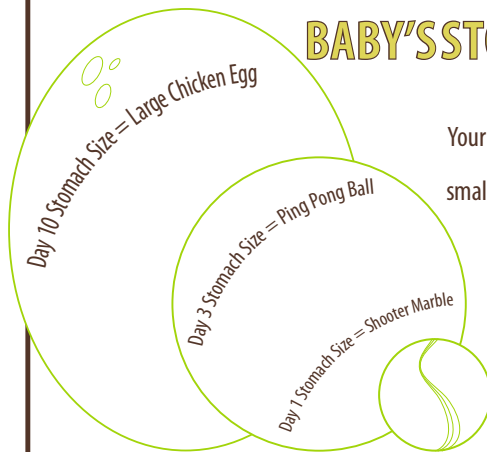 BABY'S STO
Day 10 Stomach Size = Large Chicken Egg
Your
smal
Day 3 Stomach Size = Ping Pong Ball
Day 1 Stomach Size = Shooter Marble